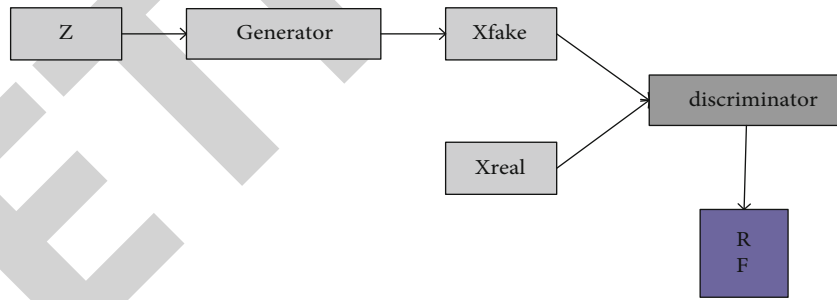 Z
Generator
Xfake
discriminator
Xreal
R
F